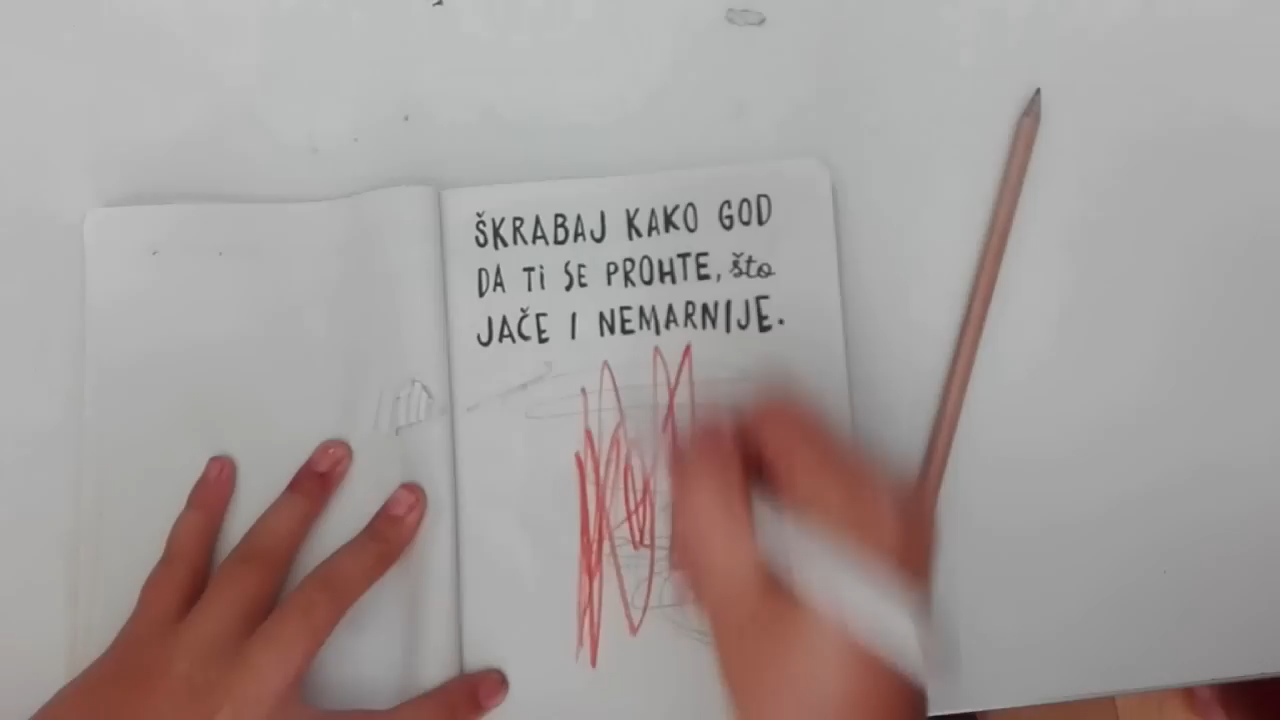 ŠKRABAJ KAKO GOD
DA Ti SE PROHTE, što
JAČE I NEMARNIJE.